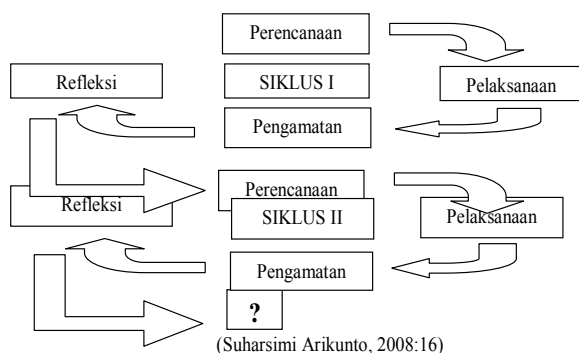 Perencanaan
Refleksi
SIKLUS I
Pelaksanaan
Pengamatan
Perencanaan
Refleksi
SIKLUS II
Pelaksanaan
Pengamatan
?
(Suharsimi Arikunto, 2008:16)